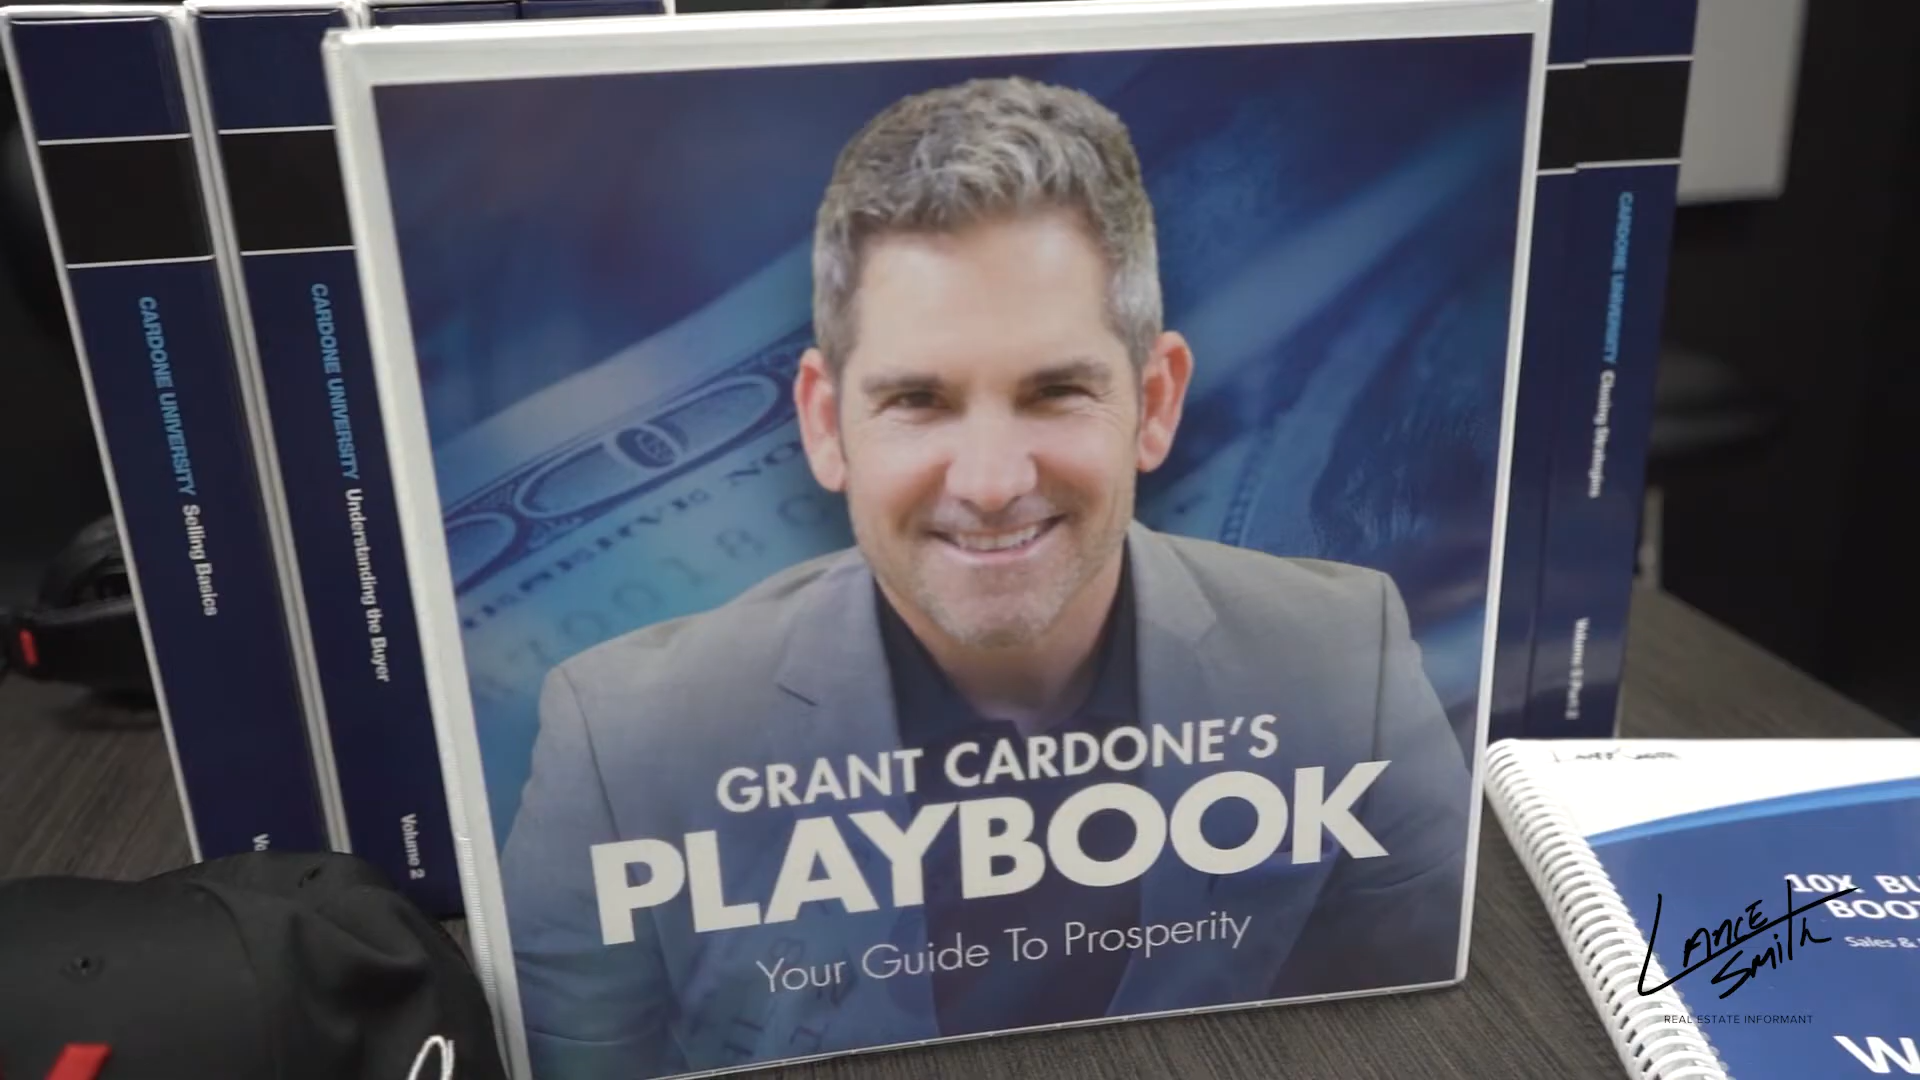 CARDONE UNIVERSITY Selling Basics
CARDONE UNIVERSITY Understanding the Buyer
Volume 2
GRANT CARDONE'S
PLAYBOOK
Your Guide To Prosperity
CARDONE UNIVERSITY Closing Strategies
10X
Sales &
LANCE
SMITH
REAL ESTATE INFORMANT